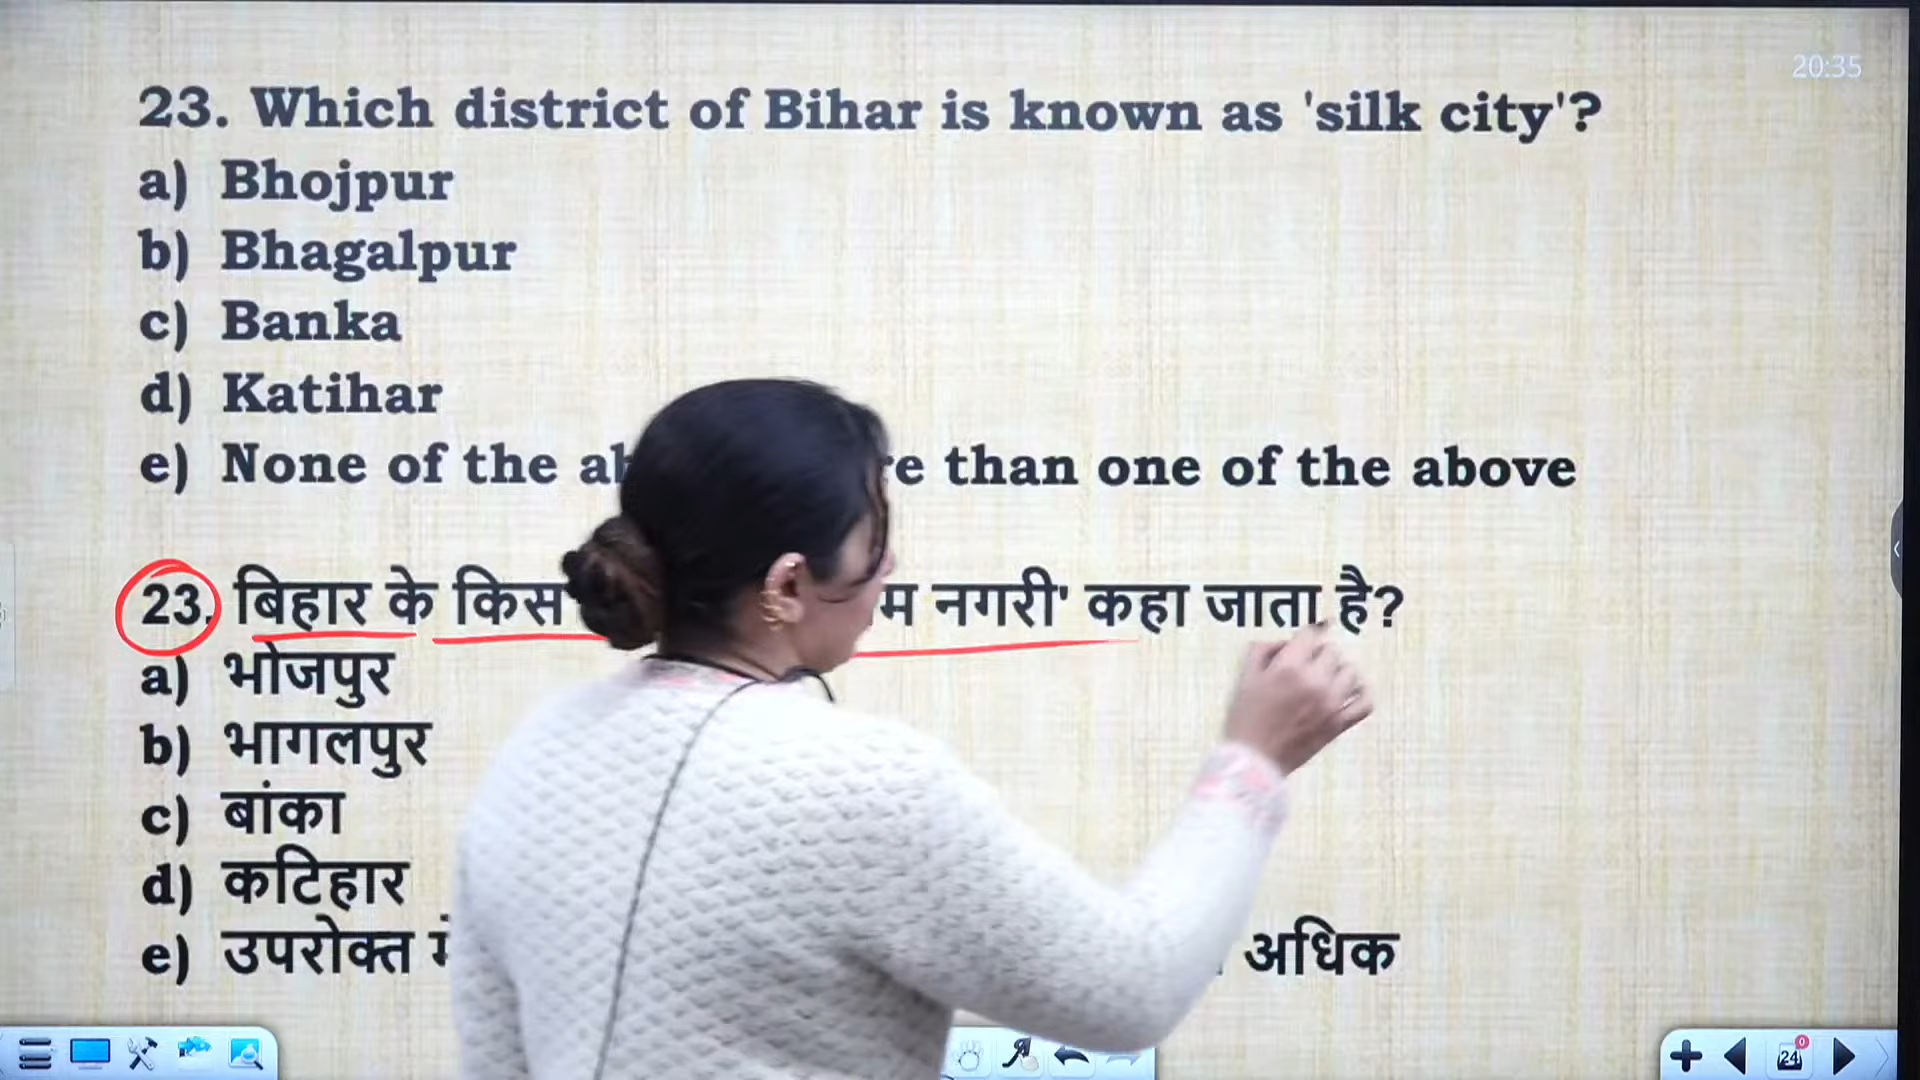 20:35
23. Which district of Bihar is known as 'silk city'?
a) Bhojpur
b) Bhagalpur
c) Banka
d) Katihar
e) None of the than one of the above
23. बिहार के किस नगरी' कहा जाता है?
a) भोजपुर
b) भागलपुर
c) बांका
d) कटिहार
e) उपरोक्त अधिक
0
24